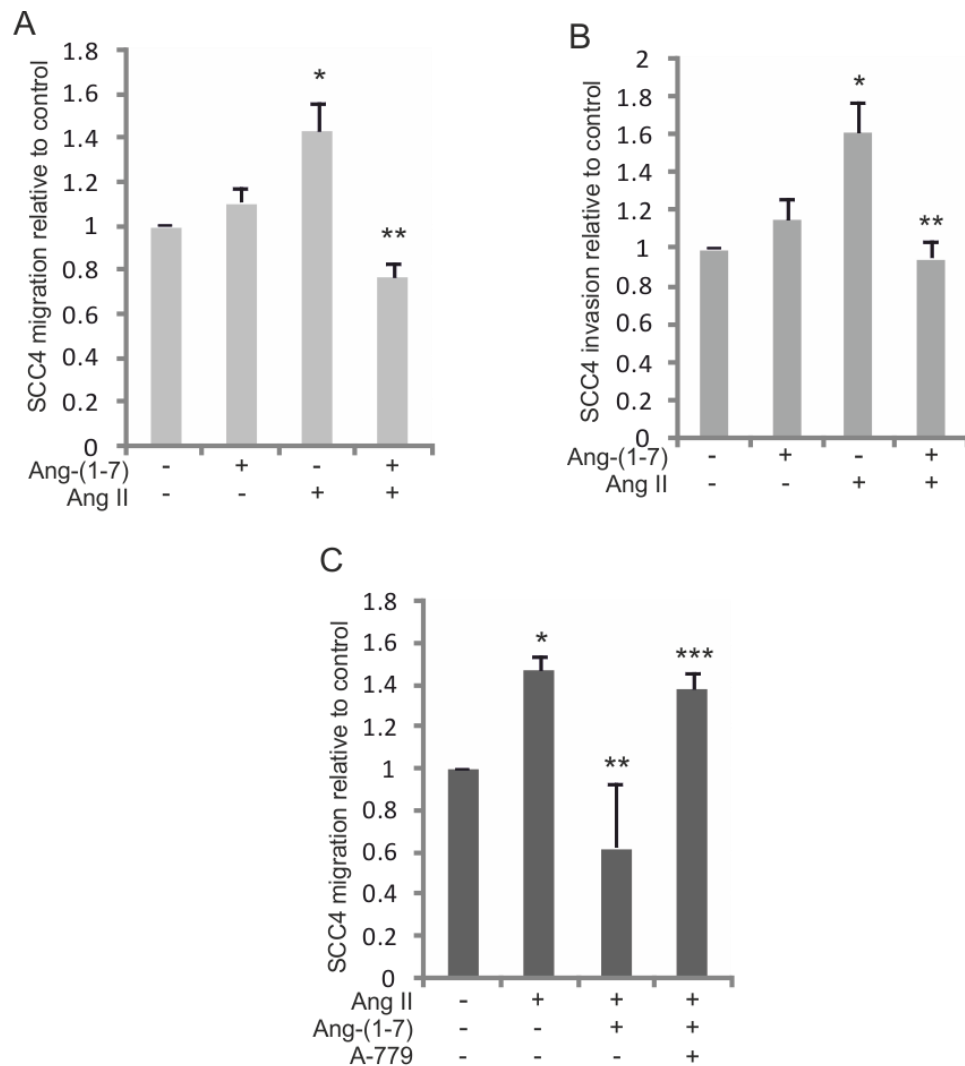 A
SCC4 migration relative to control
1.8
1.6
1.4
1.2
1
0.8
0.6
0.4
0.2
0
*
**
Ang-(1-7) - + - +
Ang II - - + +
B
SCC4 invasion relative to control
2
1.8
1.6
1.4
1.2
1
0.8
0.6
0.4
0.2
0
*
**
Ang-(1-7) - + - +
Ang II - - + +
C
SCC4 migration relative to control
1.8
1.6
1.4
1.2
1
0.8
0.6
0.4
0.2
0
*
**
***
Ang II - + + +
Ang-(1-7) - - + +
A-779 - - - +